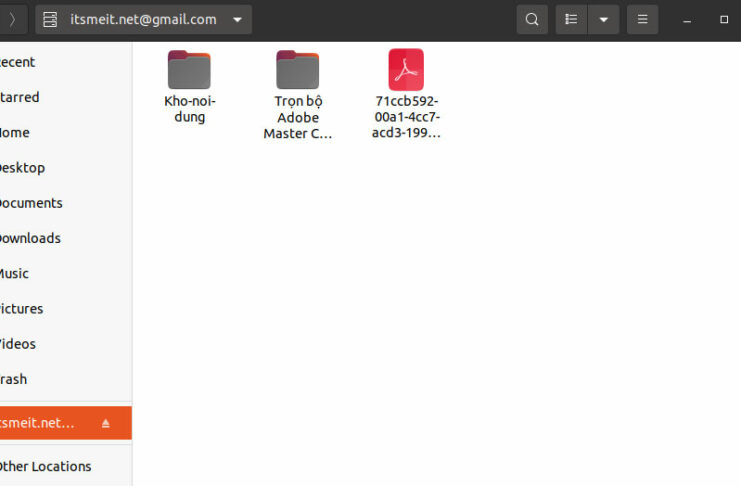 itsmeit.net@gmail.com
ecent
tarred
ome
esktop
ocuments
ownloads
Music
ictures
ideos
rash
tsmeit.net...
Other Locations
Kho-noi-
dung
Trọn bộ
Adobe
Master C...
71ccb592-
00a1-4cc7-
acd3-199...